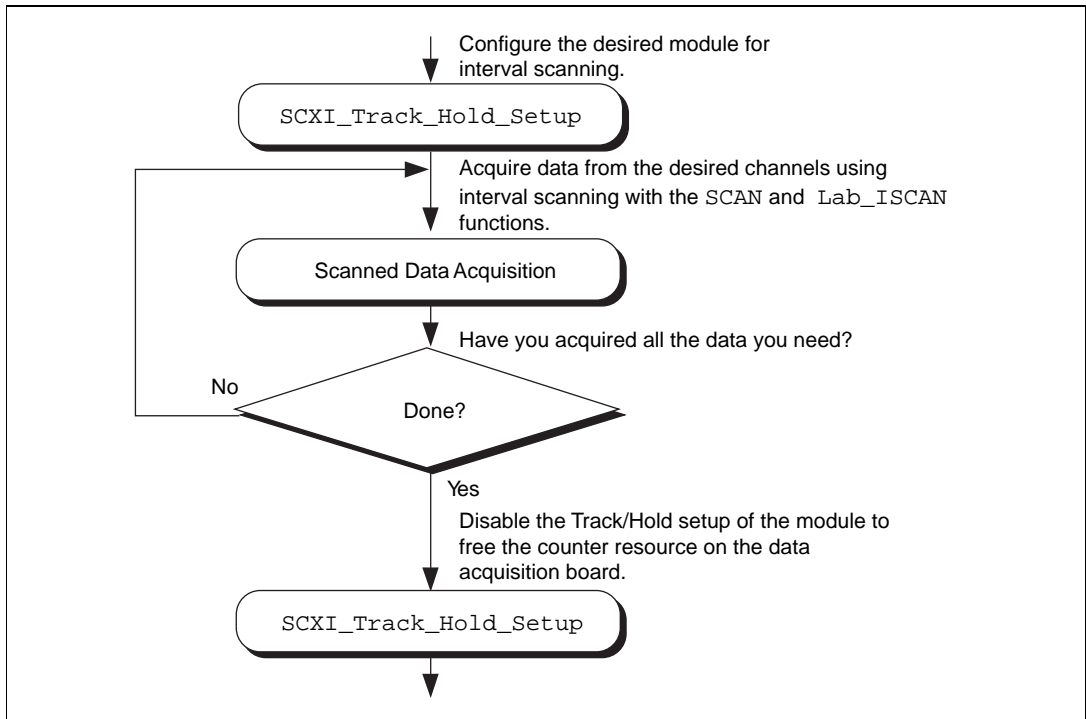 Configure the desired module for
interval scanning.
SCXI_Track_Hold_Setup
Acquire data from the desired channels using
interval scanning with the SCAN and Lab_ISCAN
functions.
Scanned Data Acquisition
Have you acquired all the data you need?
No
Done?
Yes
Disable the Track/Hold setup of the module to
free the counter resource on the data
acquisition board.
SCXI_Track_Hold_Setup